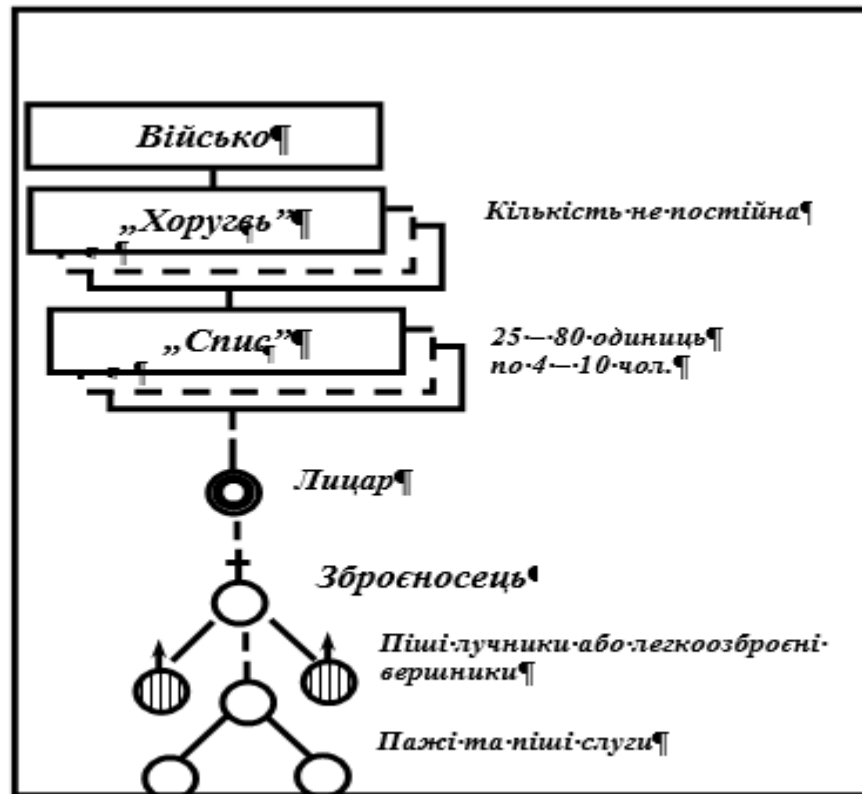 Військо¶
„Хоругвь”¶
¶
¶
Кількість·не·постійна¶
„Спис”¶
¶
¶
25·–·80·одиниць¶
по·4·–·10·чол.¶
Лицар¶
Зброєносець¶
Піші·лучники·або·легкоозброєні·
вершники¶
Пажі·та·піші·слуги¶